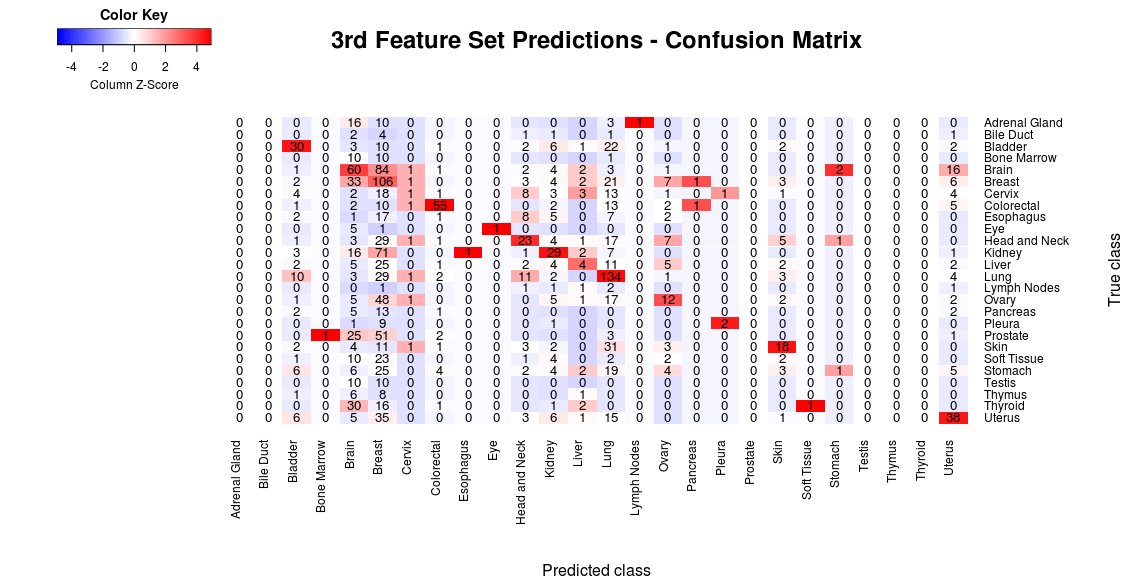 Color Key
-4 -2 0 2 4
Column Z-Score
3rd Feature Set Predictions - Confusion Matrix
0 0 0 0 16 10 0 0 0 0 0 0 0 3 1 0 0 0 0 0 0 0 0 0 0 0 Adrenal Gland
0 0 0 0 2 4 0 0 0 0 1 1 0 1 0 0 0 0 0 0 0 0 0 0 0 1 Bile Duct
0 0 30 0 3 10 0 1 0 0 2 6 1 22 0 1 0 0 0 2 0 0 0 0 0 2 Bladder
0 0 0 0 10 10 0 0 0 0 0 0 0 1 0 0 0 0 0 0 0 0 0 0 0 0 Bone Marrow
0 0 1 0 60 84 1 0 0 0 2 4 2 3 0 1 0 0 0 0 0 2 0 0 0 16 Brain
0 0 2 0 33 106 1 0 0 0 3 4 2 21 0 7 1 0 0 3 0 0 0 0 0 6 Breast
0 0 4 0 2 18 1 1 0 0 8 3 3 13 0 1 0 1 0 0 0 0 0 0 0 4 Cervix
0 0 1 0 2 10 1 55 0 0 0 2 0 13 0 2 1 0 0 0 0 0 0 0 0 5 Colorectal
0 0 2 0 1 17 0 1 0 0 8 5 0 7 0 2 0 0 0 0 0 0 0 0 0 0 Esophagus
0 0 0 0 5 1 0 0 0 1 0 0 0 0 0 0 0 0 0 0 0 0 0 0 0 0 Eye
0 0 1 0 3 29 1 1 0 0 23 4 1 17 0 7 0 0 0 5 0 1 0 0 0 0 Head and Neck
0 0 3 0 16 71 0 0 1 0 1 29 2 7 0 0 0 0 0 0 0 0 0 0 0 1 Kidney
0 0 2 0 5 25 0 1 0 0 2 4 4 11 0 5 0 0 0 2 0 0 0 0 0 2 Liver
0 0 10 0 3 29 1 2 0 0 11 2 0 134 0 1 0 0 0 3 0 0 0 0 0 4 Lung
0 0 0 0 0 1 0 0 0 0 1 1 1 2 0 0 0 0 0 0 0 0 0 0 0 1 Lymph Nodes
0 0 1 0 5 48 1 0 0 0 0 5 1 17 0 12 0 0 0 2 0 0 0 0 0 2 Ovary
0 0 2 0 5 13 0 1 0 0 0 0 0 0 0 0 0 0 0 0 0 0 0 0 0 2 Pancreas
0 0 0 0 1 9 0 0 0 0 0 1 0 0 0 0 0 2 0 0 0 0 0 0 0 0 Pleura
0 0 0 1 25 51 0 2 0 0 0 0 0 3 0 0 0 0 0 0 0 0 0 0 0 1 Prostate
0 0 2 0 4 11 1 1 0 0 3 2 0 31 0 3 0 0 0 18 0 0 0 0 0 0 Skin
0 0 1 0 10 23 0 0 0 0 1 4 0 2 0 2 0 0 0 2 0 0 0 0 0 0 Soft Tissue
0 0 6 0 6 25 0 4 0 0 2 4 2 19 0 4 0 0 0 3 0 1 0 0 0 5 Stomach
0 0 0 0 10 10 0 0 0 0 0 0 0 0 0 0 0 0 0 0 0 0 0 0 0 0 Testis
0 0 1 0 6 8 0 0 0 0 0 0 1 0 0 0 0 0 0 0 0 0 0 0 0 0 Thymus
0 0 0 0 30 16 0 1 0 0 0 1 2 0 0 0 0 0 0 0 1 0 0 0 0 0 Thyroid
0 0 6 0 5 35 0 0 0 0 3 6 1 15 0 0 0 0 0 1 0 0 0 0 0 38 Uterus
True class
Adrenal Gland
Bile Duct
Bladder
Bone Marrow
Brain
Breast
Cervix
Colorectal
Esophagus
Eye
Head and Neck
Kidney
Liver
Lung
Lymph Nodes
Ovary
Pancreas
Pleura
Prostate
Skin
Soft Tissue
Stomach
Testis
Thymus
Thyroid
Uterus
Predicted class